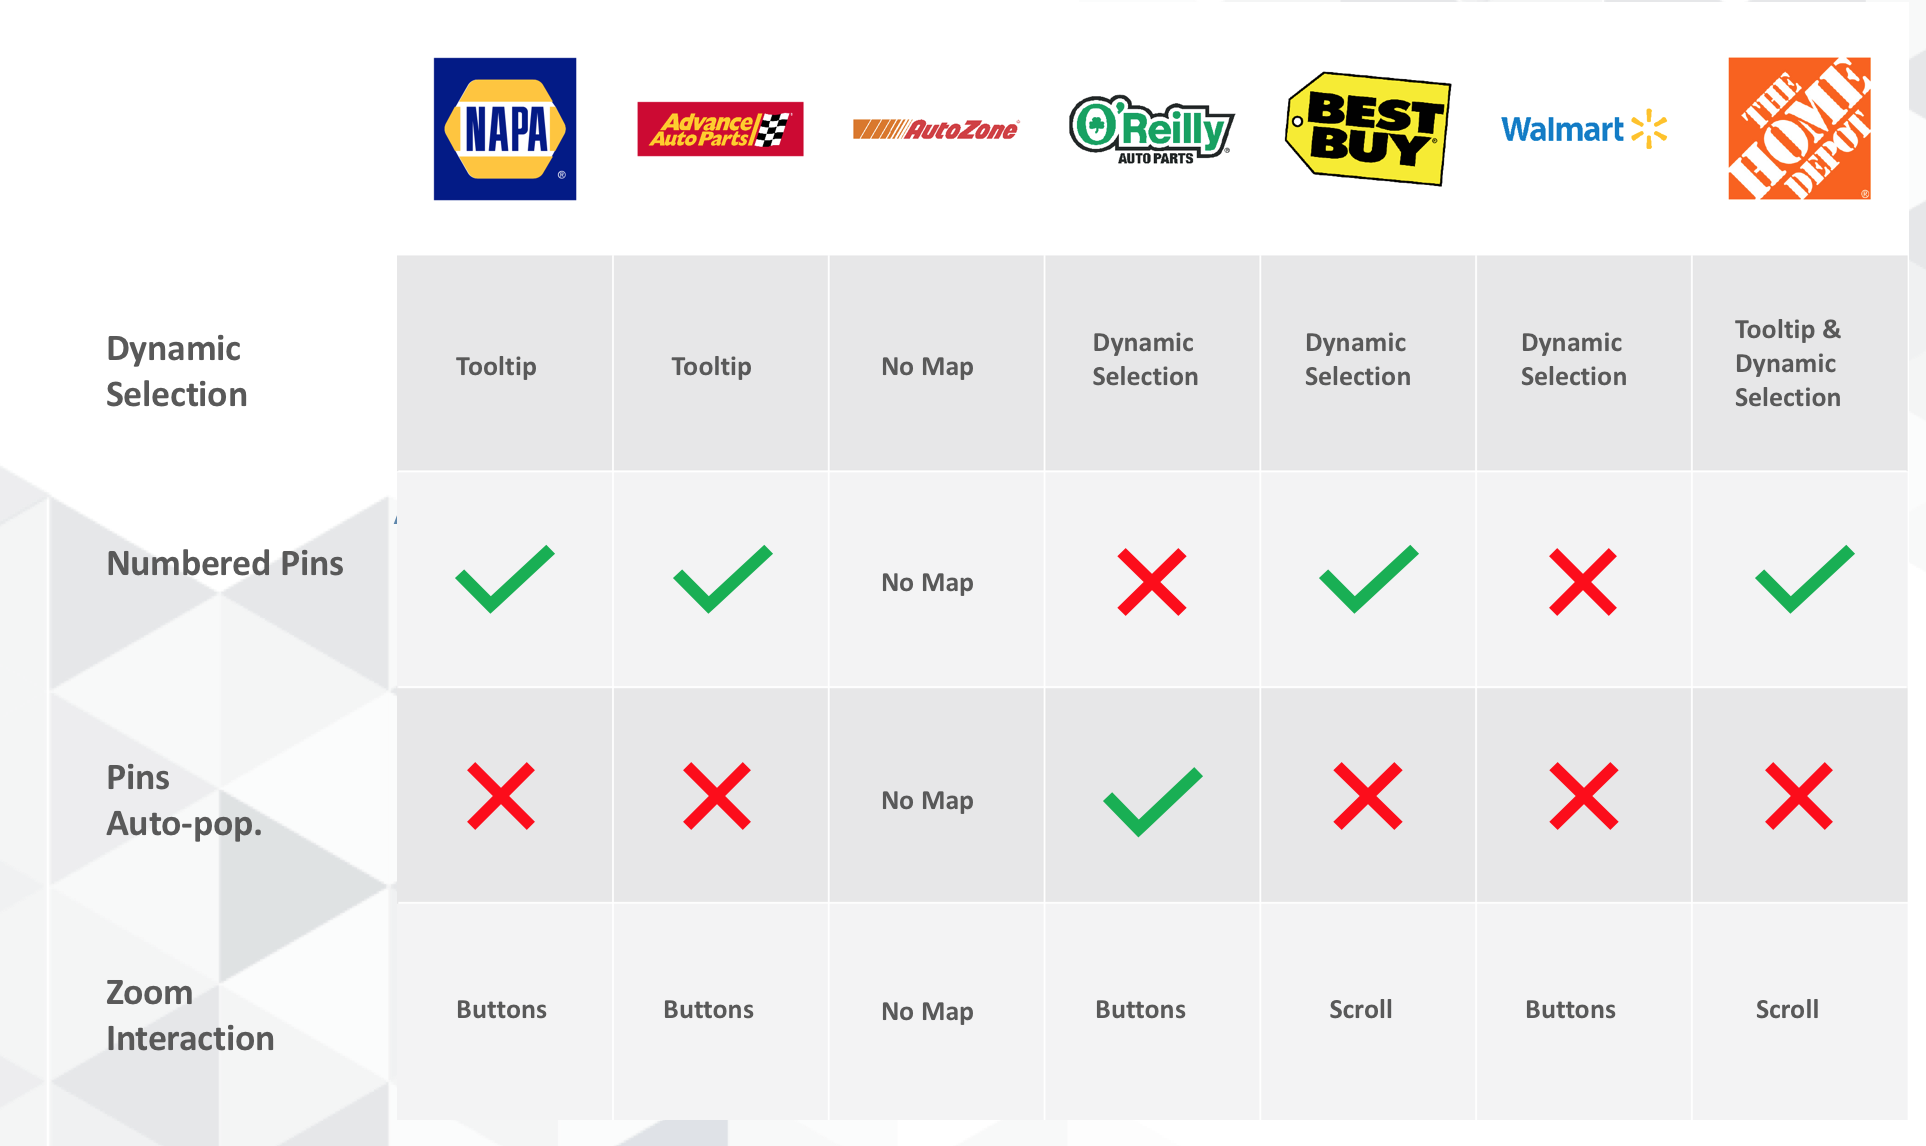 NAPA
®
Advance
Auto Parts
AutoZone
O'Reilly
AUTO PARTS
®
BEST
BUY
Walmart
THE
HOME
DEPOT
®
Dynamic
Selection
Tooltip
Tooltip
No Map
Dynamic
Selection
Dynamic
Selection
Dynamic
Selection
Tooltip &
Dynamic
Selection
Numbered Pins
No Map
Pins
Auto-pop.
No Map
Zoom
Interaction
Buttons
Buttons
No Map
Buttons
Scroll
Buttons
Scroll